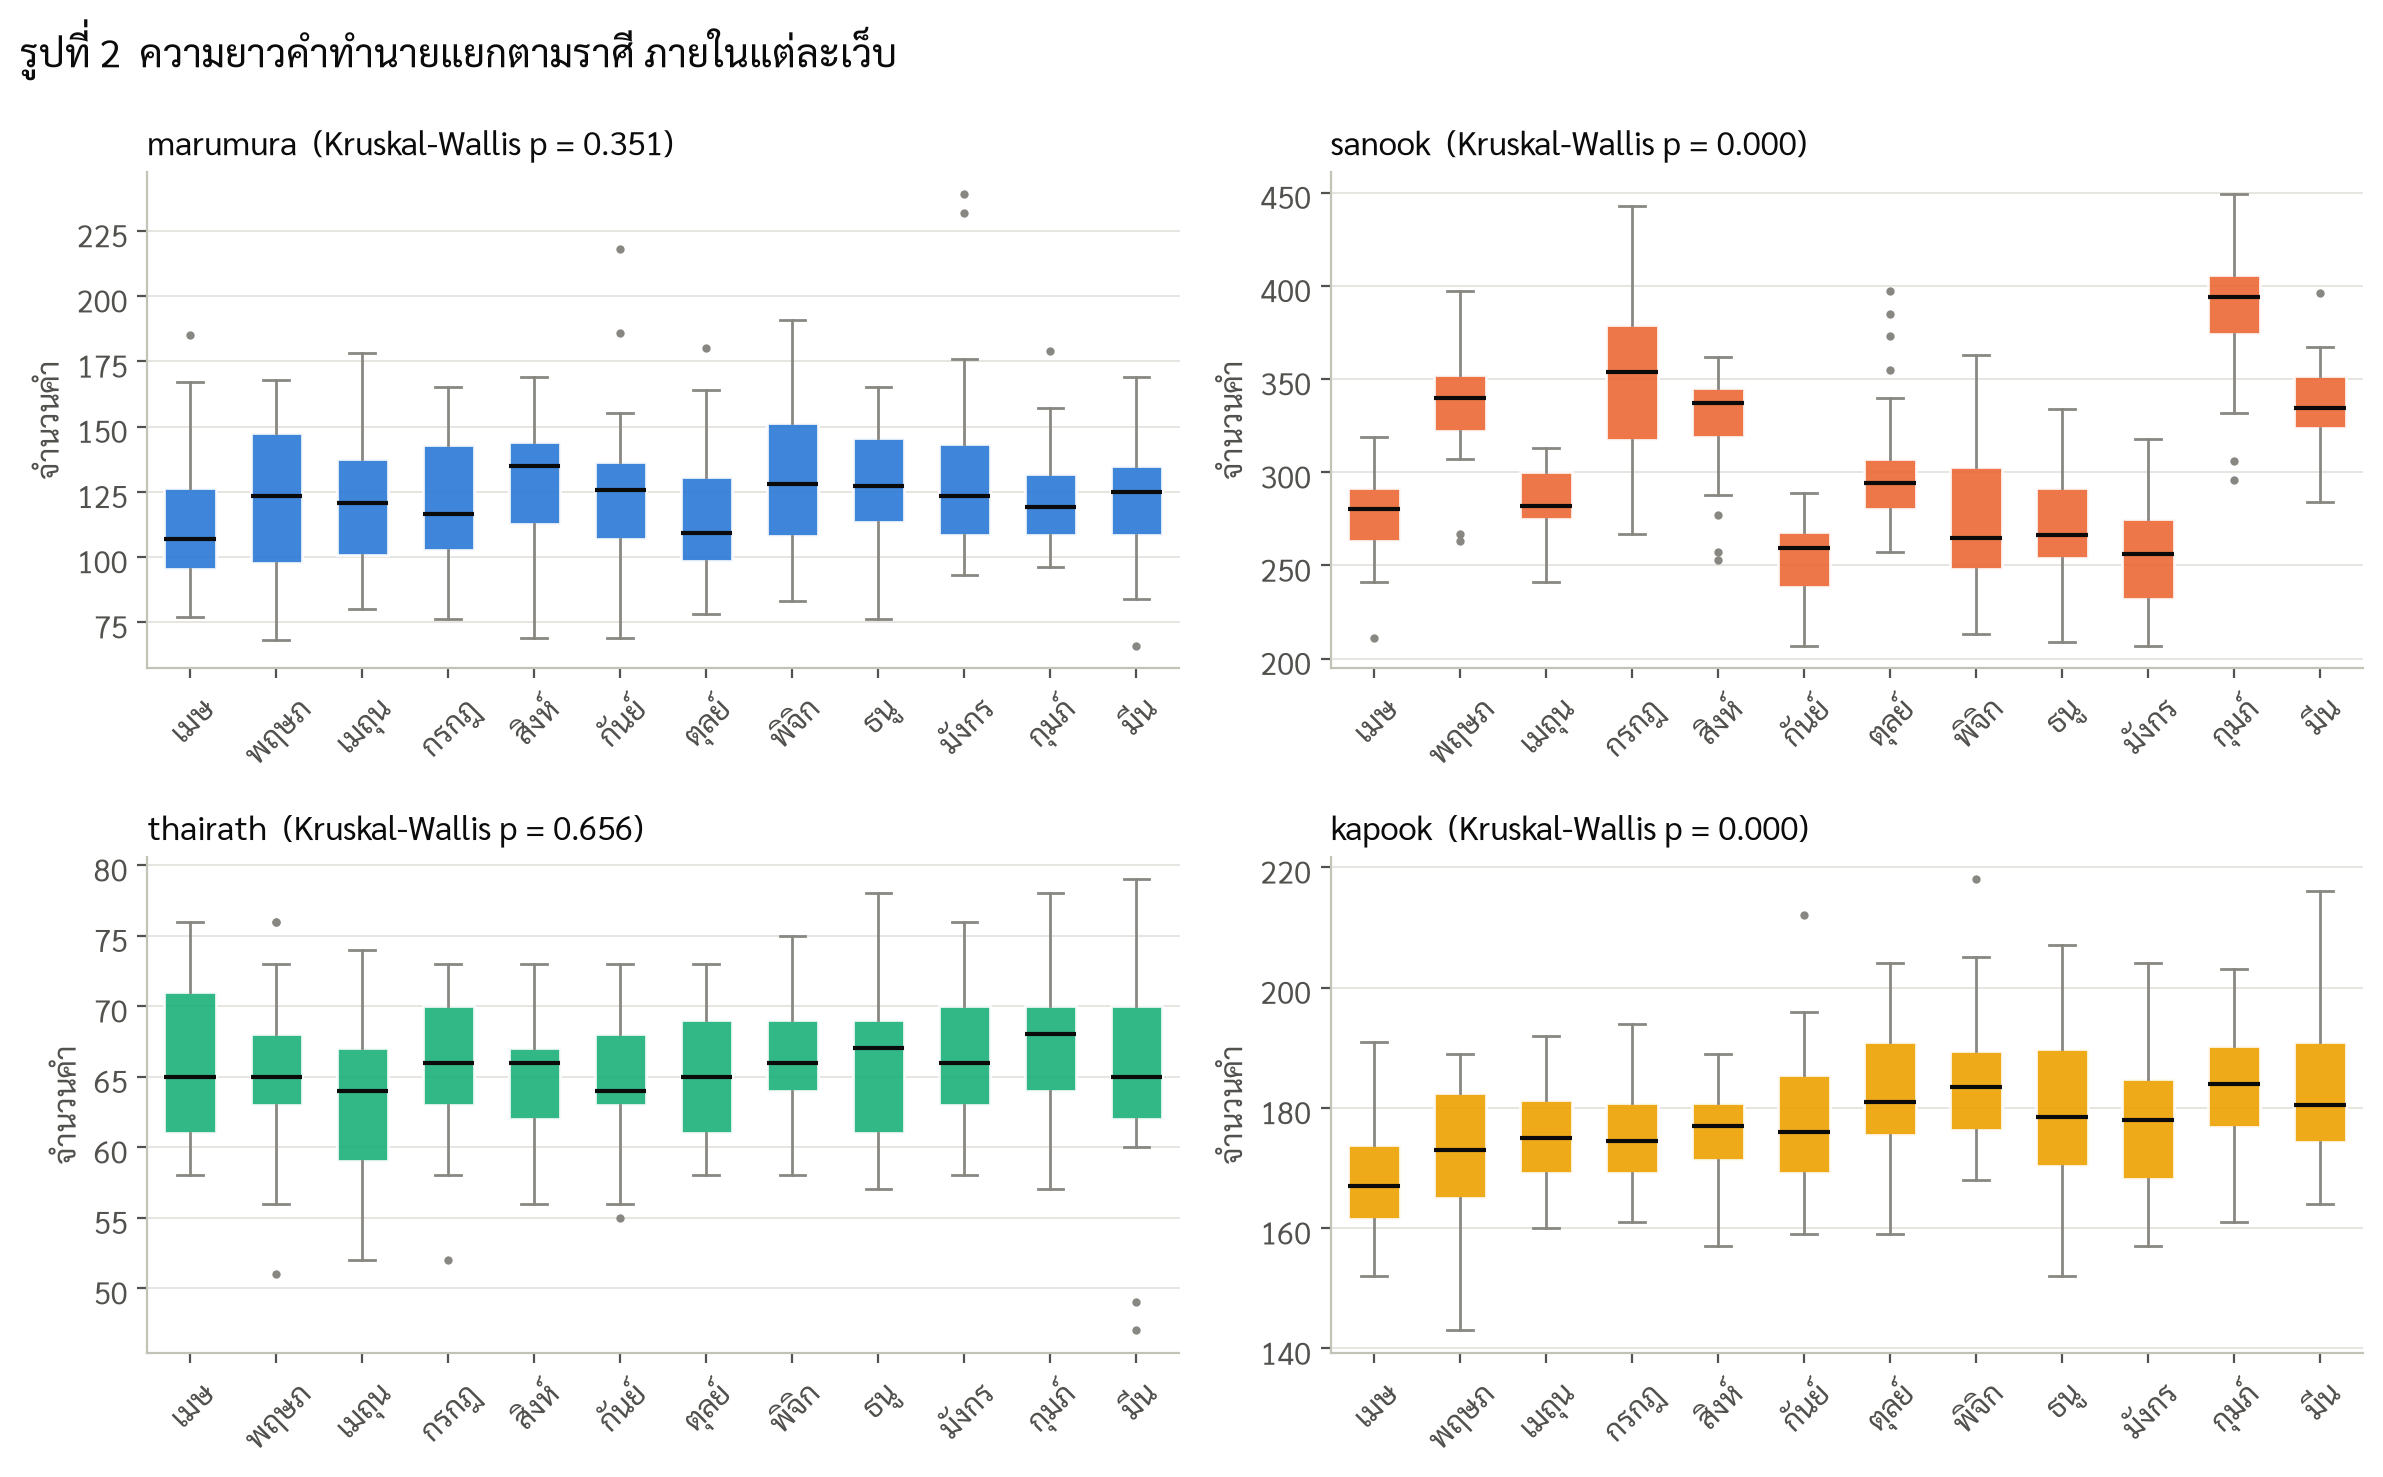 รูปที่ 2 ความยาวคำทำนายแยกตามราศี ภายในแต่ละเว็บ
marumura (Kruskal-Wallis p = 0.351)
จำนวนคำ
225
200
175
150
125
100
75
เมษ พฤษภ เมถุน กรกฎ สิงห์ กันย์ ตุลย์ พิจิก ธนู มังกร กุมภ์ มีน
sanook (Kruskal-Wallis p = 0.000)
จำนวนคำ
450
400
350
300
250
200
เมษ พฤษภ เมถุน กรกฎ สิงห์ กันย์ ตุลย์ พิจิก ธนู มังกร กุมภ์ มีน
thairath (Kruskal-Wallis p = 0.656)
จำนวนคำ
80
75
70
65
60
55
50
เมษ พฤษภ เมถุน กรกฎ สิงห์ กันย์ ตุลย์ พิจิก ธนู มังกร กุมภ์ มีน
kapook (Kruskal-Wallis p = 0.000)
จำนวนคำ
220
200
180
160
140
เมษ พฤษภ เมถุน กรกฎ สิงห์ กันย์ ตุลย์ พิจิก ธนู มังกร กุมภ์ มีน